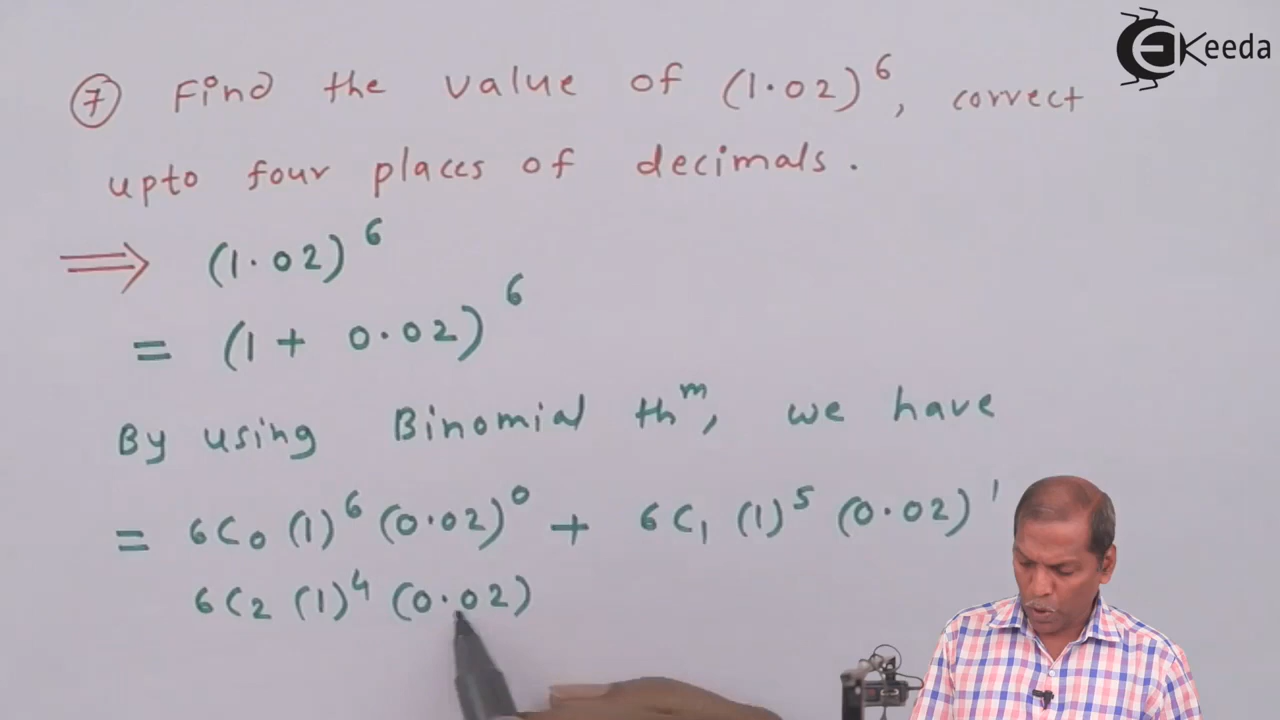 EKeeda
⑦ Find the value of (1.02)⁶, correct
upto four places of decimals.
⟹ (1.02)⁶
= (1 + 0.02)⁶
By using Binomial thᵐ, we have
= 6C₀ (1)⁶ (0.02)⁰ + 6C₁ (1)⁵ (0.02)¹
6C₂ (1)⁴ (0.02)